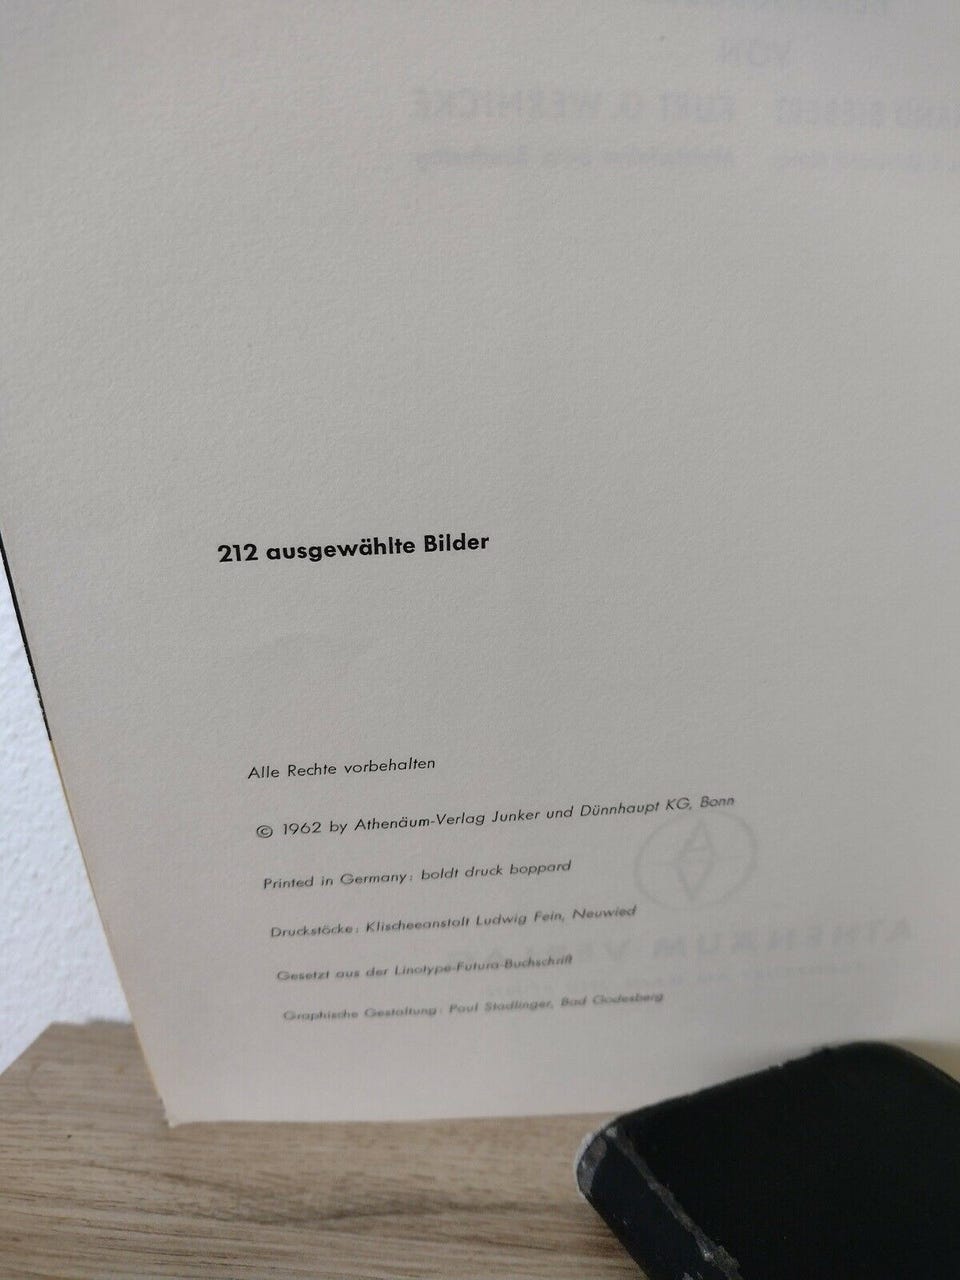 212 ausgewählte Bilder
Alle Rechte vorbehalten
© 1962 by Athenäum-Verlag Junker und Dünnhaupt KG, Bonn
Printed in Germany: boldt druck boppard
Druckstöcke: Klischeeanstalt Ludwig Fein, Neuwied
Gesetzt aus der Linotype-Futura-Buchschrift
Graphische Gestaltung: Paul Stadlinger, Bad Godesberg